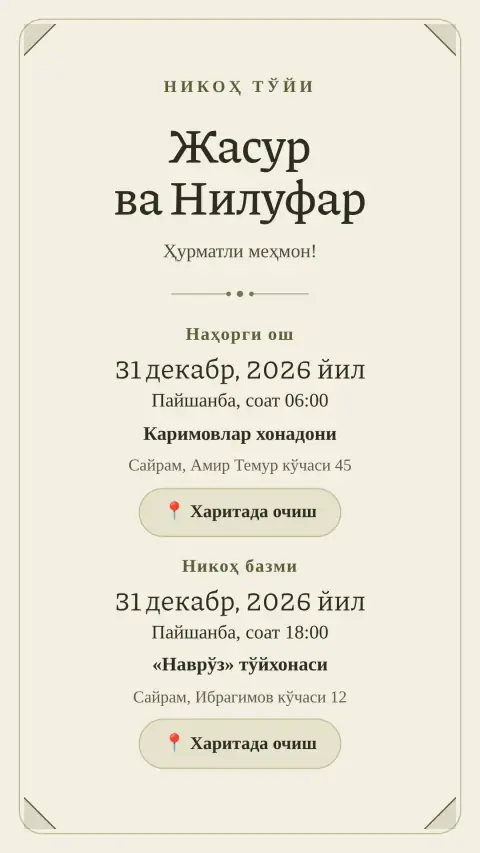 НИКОҲ ТЎЙИ
Жасур
ва Нилуфар
Ҳурматли меҳмон!
Наҳорги ош
31 декабр, 2026 йил
Пайшанба, соат 06:00
Каримовлар хонадони
Сайрам, Амир Темур кўчаси 45
📍 Харитада очиш
Никоҳ базми
31 декабр, 2026 йил
Пайшанба, соат 18:00
«Наврўз» тўйхонаси
Сайрам, Ибрагимов кўчаси 12
📍 Харитада очиш